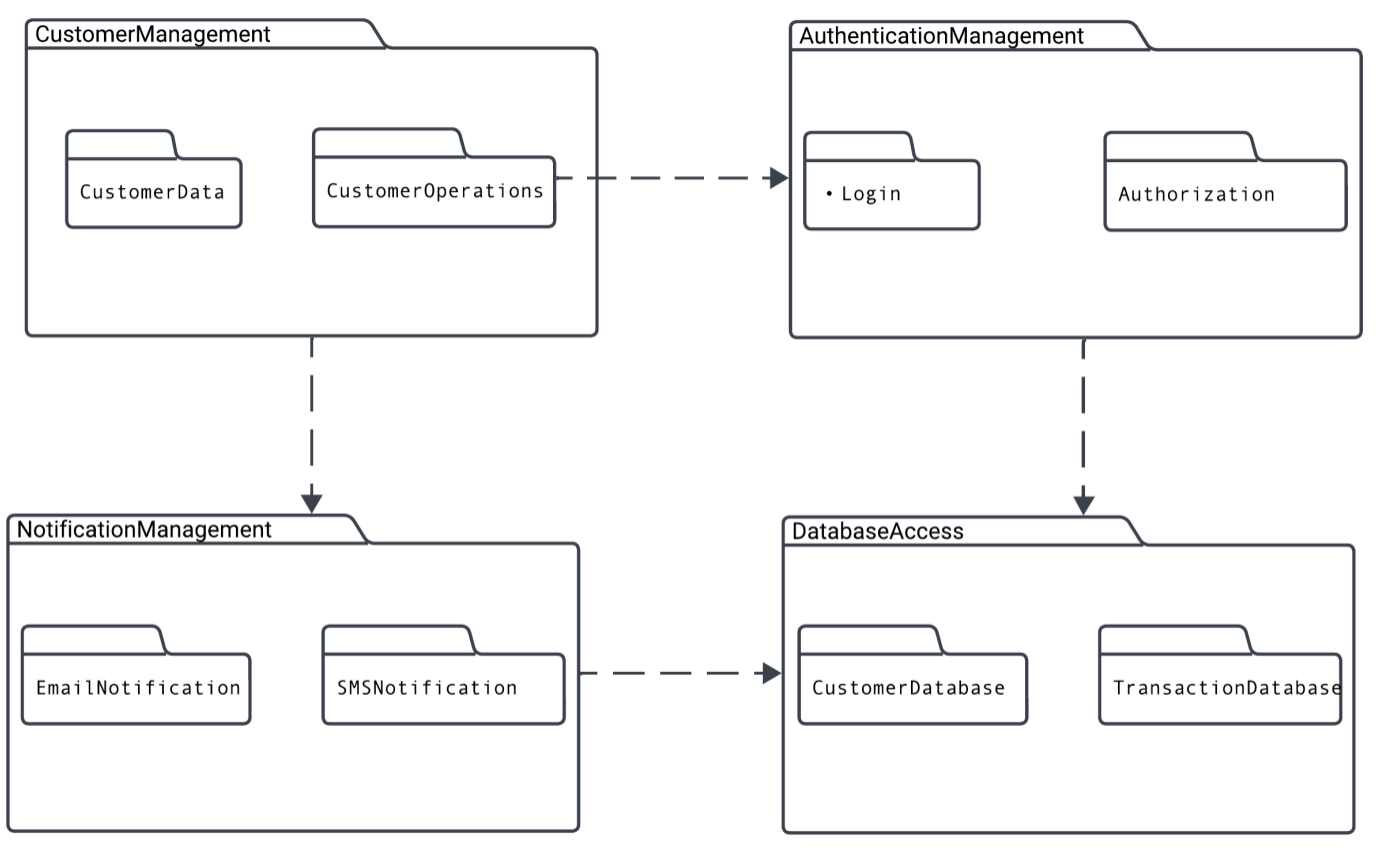 CustomerManagement
AuthenticationManagement
CustomerData
CustomerOperations
• Login
Authorization
NotificationManagement
DatabaseAccess
EmailNotification
SMSNotification
CustomerDatabase
TransactionDatabase